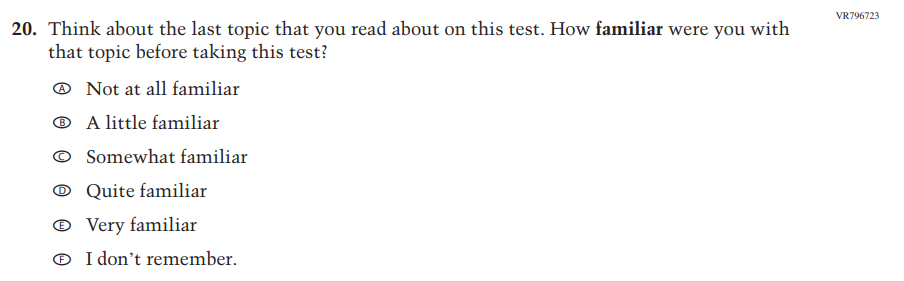 VR796723
20. Think about the last topic that you read about on this test. How familiar were you with
that topic before taking this test?
A Not at all familiar
B A little familiar
C Somewhat familiar
D Quite familiar
E Very familiar
F I don’t remember.